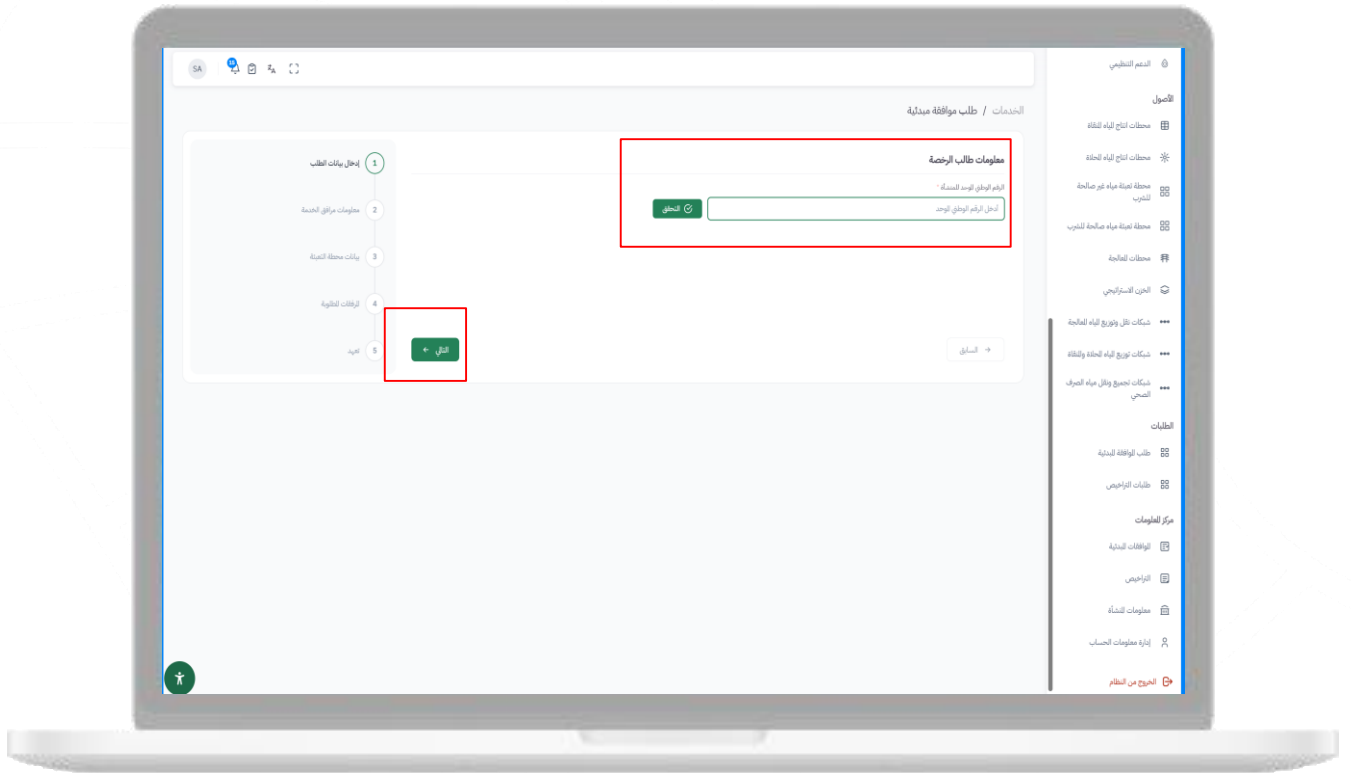 SA
18
الخدمات / طلب موافقة مبدئية
معلومات طالب الرخصة
الرقم الوطني الموحد للمنشأة *
أدخل الرقم الوطني الموحد
التحقق
السابق
التالي
1 إدخال بيانات الطلب
2 معلومات مرافق الخدمة
3 بيانات محطة التعبئة
4 المرفقات المطلوبة
5 تعهد
الدعم التنظيمي
الأصول
محطات انتاج المياه المنقاة
محطات انتاج المياه المحلاة
محطة تعبئة مياه غير صالحة
للشرب
محطة تعبئة مياه صالحة للشرب
محطات المعالجة
الخزن الاستراتيجي
شبكات نقل وتوزيع المياه المعالجة
شبكات توزيع المياه المحلاة والمنقاة
شبكات تجميع ونقل مياه الصرف
الصحي
الطلبات
طلب الموافقة المبدئية
طلبات التراخيص
مركز المعلومات
الموافقات المبدئية
التراخيص
معلومات المنشأة
إدارة معلومات الحساب
الخروج من النظام